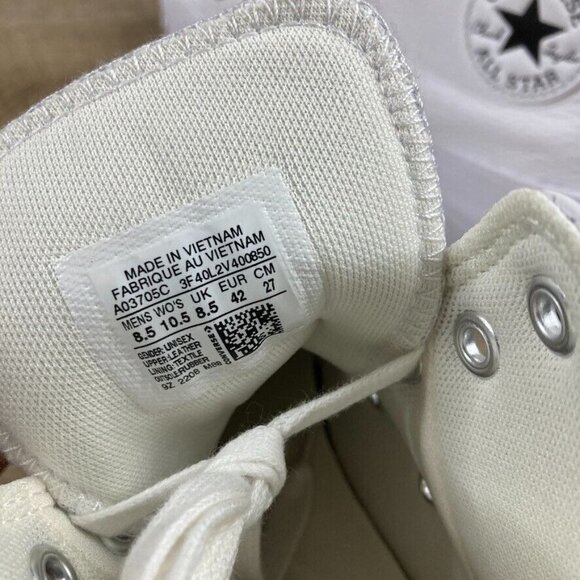 ALL STAR
MADE IN VIETNAM
FABRIQUE AU VIETNAM
A03705C 3F40L2V400850
MENS WO'S UK EUR CM
8.5 10.5 8.5 42 27
GENDER: UNISEX
UPPER: LEATHER
LINING: TEXTILE
OUTSOLE: RUBBER
CONVERSE